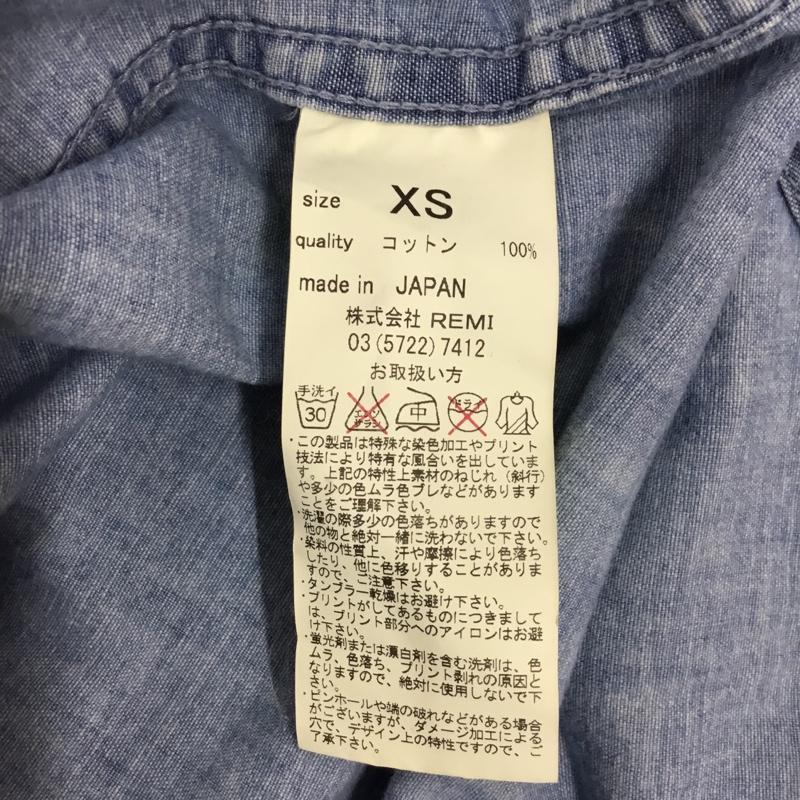 size XS
quality コットン 100%
made in JAPAN
株式会社 REMI
03(5722)7412
お取扱い方
手洗イ 30 エンソ サラシ 中 ドライ
・この製品は特殊な染色加工やプリント
技法により特有な風合いを出していま
す。上記の特性上素材のねじれ（斜行）
や多少の色ムラ色ブレなどがあります
ことをご理解下さい。
・洗濯の際多少の色落ちがありますので
他の物と絶対一緒に洗わないで下さい。
・染料の性質上、汗や摩擦により色落ち
したり、他に色移りすることがありま
すので、ご注意下さい。
・タンブラー乾燥はお避け下さい。
・プリントがしてあるものにつきまして
は、プリント部分へのアイロンはお避
け下さい。
・蛍光剤または漂白剤を含む洗剤は、色
ムラ、色落ち、プリント剥れの原因と
なりますので、絶対に使用しないで下
さい。
・ピンホールや端の破れなどがある場合
がございますが、ダメージ加工による
穴で、デザイン上の特性ですので、ご
了承下さい。